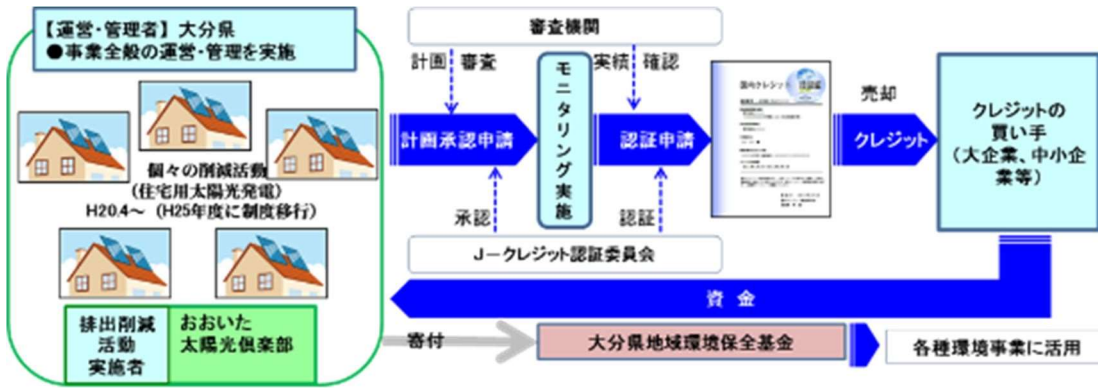 【運営・管理者】 大分県
●事業全般の運営・管理を実施
個々の削減活動
(住宅用太陽光発電)
H20.4～ (H25年度に制度移行)
排出削減
活動
実施者
おおいた
太陽光倶楽部
審査機関
計画 審査
実績 確認
計画承認申請
モニタリング実施
認証申請
国内クレジット
売却
クレジット
クレジットの
買い手
(大企業、中小企
業等)
承認
認証
J－クレジット認証委員会
資 金
寄付
大分県地域環境保全基金
各種環境事業に活用